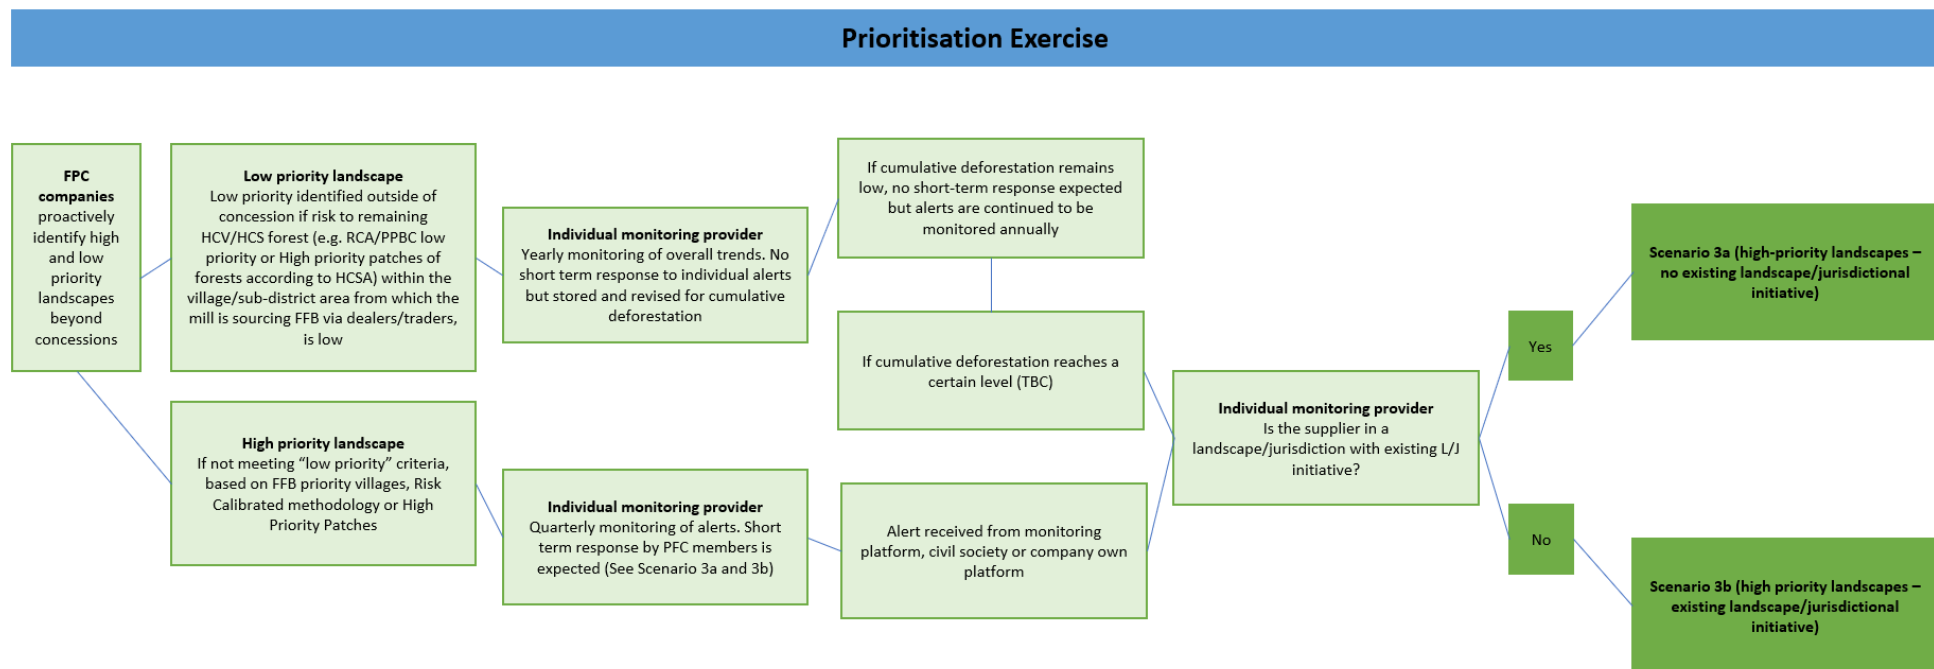 Prioritisation Exercise
FPC
companies
proactively
identify high
and low
priority
landscapes
beyond
concessions
Low priority landscape
Low priority identified outside of
concession if risk to remaining
HCV/HCS forest (e.g. RCA/PPBC low
priority or High priority patches of
forests according to HCSA) within the
village/sub-district area from which the
mill is sourcing FFB via dealers/traders,
is low
High priority landscape
If not meeting “low priority” criteria,
based on FFB priority villages, Risk
Calibrated methodology or High
Priority Patches
Individual monitoring provider
Yearly monitoring of overall trends. No
short term response to individual alerts
but stored and revised for cumulative
deforestation
Individual monitoring provider
Quarterly monitoring of alerts. Short
term response by PFC members is
expected (See Scenario 3a and 3b)
If cumulative deforestation remains
low, no short-term response expected
but alerts are continued to be
monitored annually
If cumulative deforestation reaches a
certain level (TBC)
Alert received from monitoring
platform, civil society or company own
platform
Individual monitoring provider
Is the supplier in a
landscape/jurisdiction with existing L/J
initiative?
Yes
No
Scenario 3a (high-priority landscapes –
no existing landscape/jurisdictional
initiative)
Scenario 3b (high priority landscapes –
existing landscape/jurisdictional
initiative)